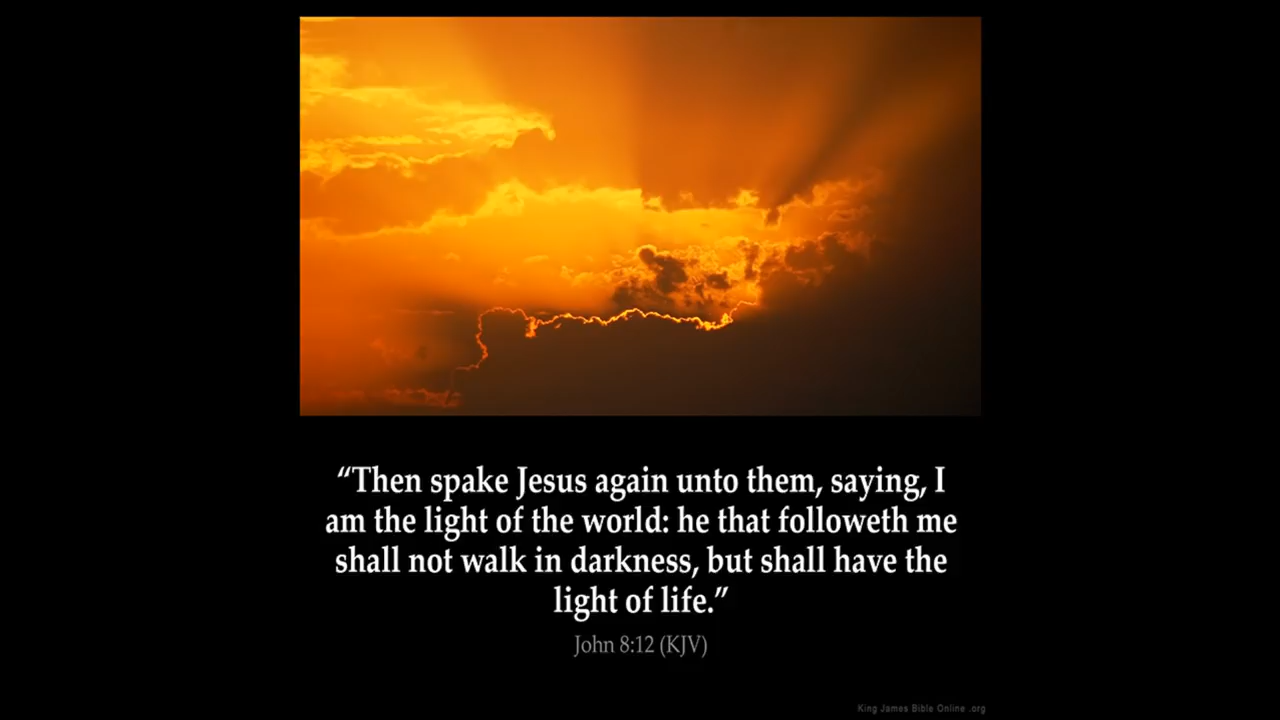 “Then spake Jesus again unto them, saying, I
am the light of the world: he that followeth me
shall not walk in darkness, but shall have the
light of life.”
John 8:12 (KJV)
King James Bible Online .org